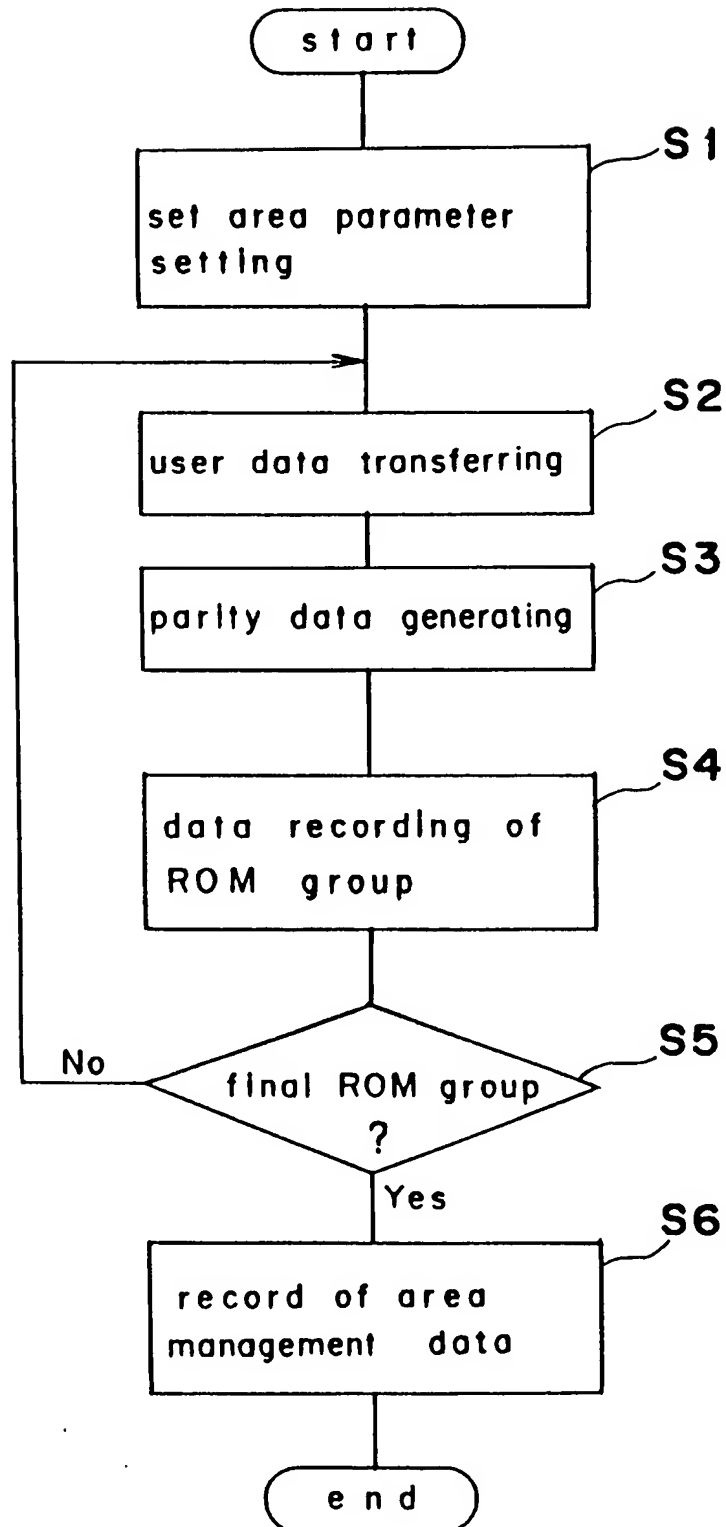 start
S1
set area parameter
setting
S2
user data transferring
S3
parity data generating
S4
data recording of
ROM group
S5
No
final ROM group
?
Yes
S6
record of area
management data
end